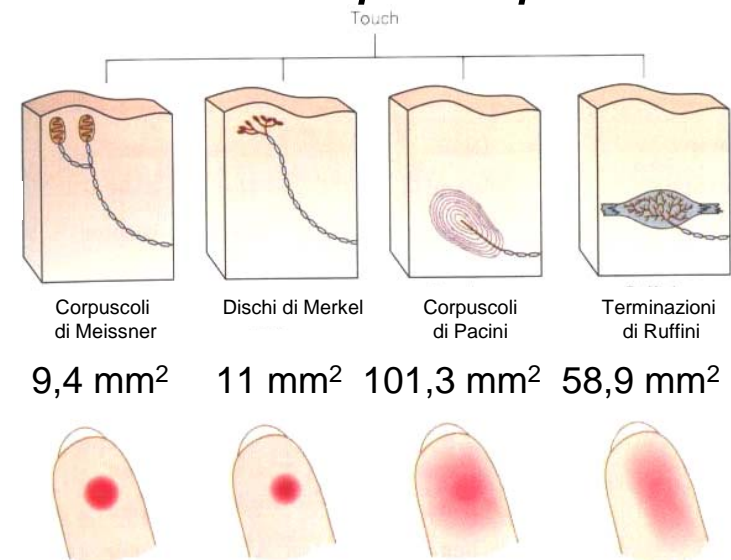 Touch
Corpuscoli
di Meissner
Dischi di Merkel
Corpuscoli
di Pacini
Terminazioni
di Ruffini
9,4 mm²
11 mm²
101,3 mm²
58,9 mm²